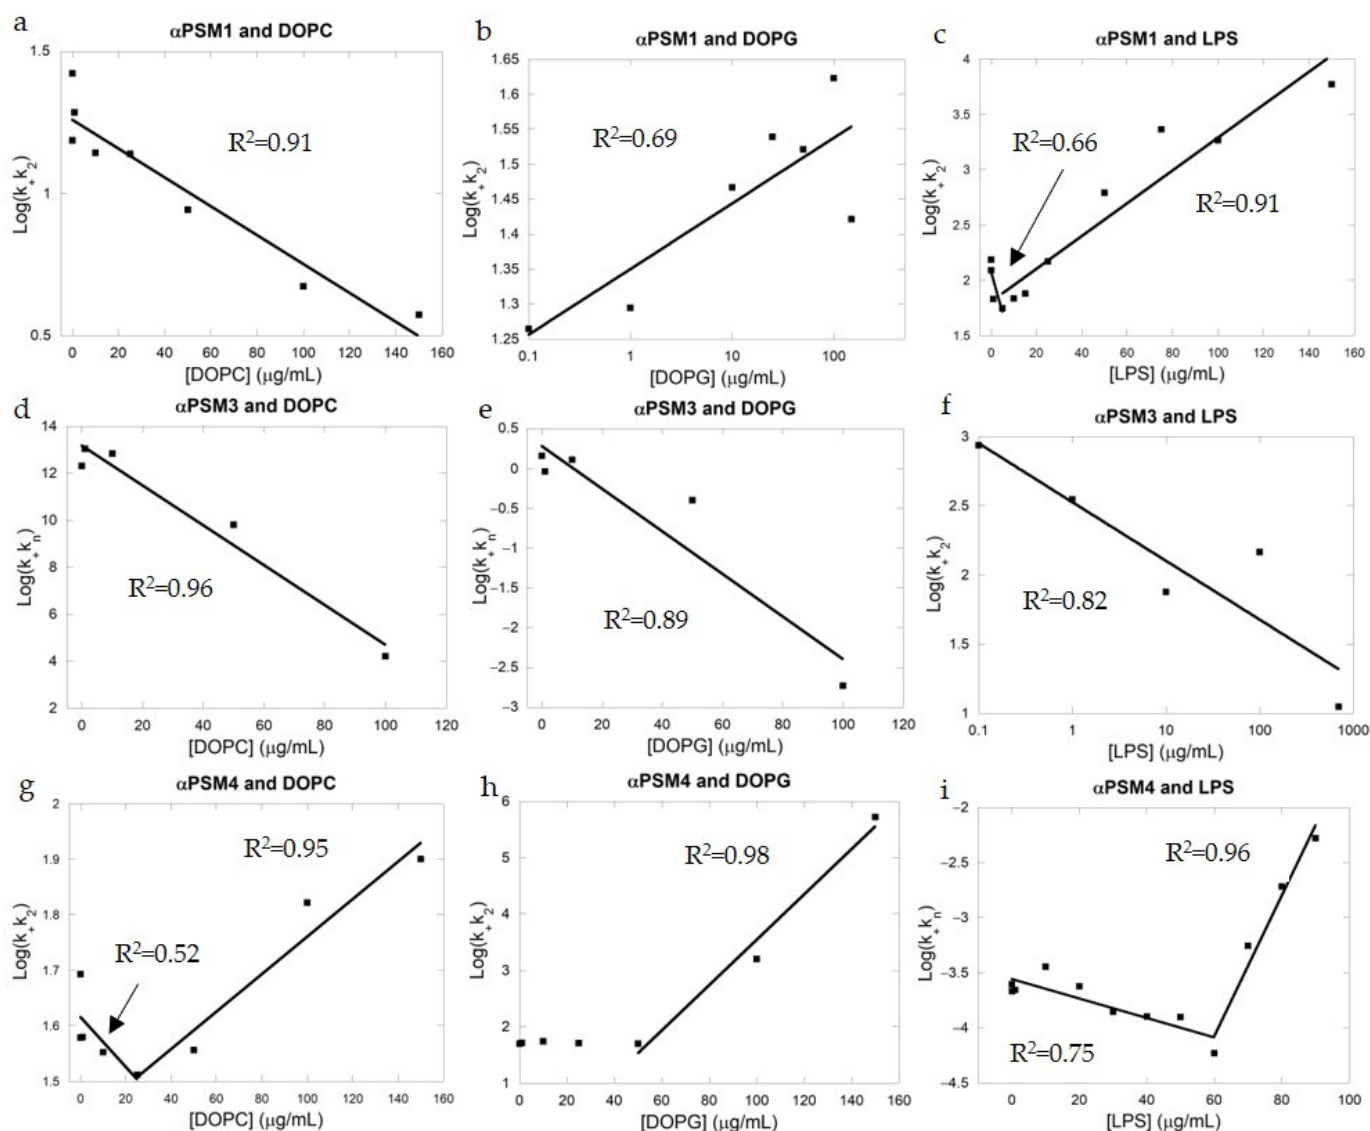 a
αPSM1 and DOPC
1.5
1
0.5
Log(k₊k₂)
R²=0.91
0 20 40 60 80 100 120 140 160
[DOPC] (μg/mL)
b
αPSM1 and DOPG
1.65
1.6
1.55
1.5
1.45
1.4
1.35
1.3
1.25
Log(k₊k₂)
R²=0.69
0.1 1 10 100
[DOPG] (μg/mL)
c
αPSM1 and LPS
4
3.5
3
2.5
2
1.5
Log(k₊k₂)
R²=0.66
R²=0.91
0 20 40 60 80 100 120 140 160
[LPS] (μg/mL)
d
αPSM3 and DOPC
14
12
10
8
6
4
2
Log(k₊kₙ)
R²=0.96
0 20 40 60 80 100 120
[DOPC] (μg/mL)
e
αPSM3 and DOPG
0.5
0
−0.5
−1
−1.5
−2
−2.5
−3
Log(k₊kₙ)
R²=0.89
0 20 40 60 80 100 120
[DOPG] (μg/mL)
f
αPSM3 and LPS
3
2.5
2
1.5
1
Log(k₊k₂)
R²=0.82
0.1 1 10 100 1000
[LPS] (μg/mL)
g
αPSM4 and DOPC
2
1.9
1.8
1.7
1.6
1.5
Log(k₊k₂)
R²=0.95
R²=0.52
0 20 40 60 80 100 120 140 160
[DOPC] (μg/mL)
h
αPSM4 and DOPG
6
5
4
3
2
1
Log(k₊k₂)
R²=0.98
0 20 40 60 80 100 120 140 160
[DOPG] (μg/mL)
i
αPSM4 and LPS
−2
−2.5
−3
−3.5
−4
−4.5
Log(k₊kₙ)
R²=0.96
R²=0.75
0 20 40 60 80 100
[LPS] (μg/mL)